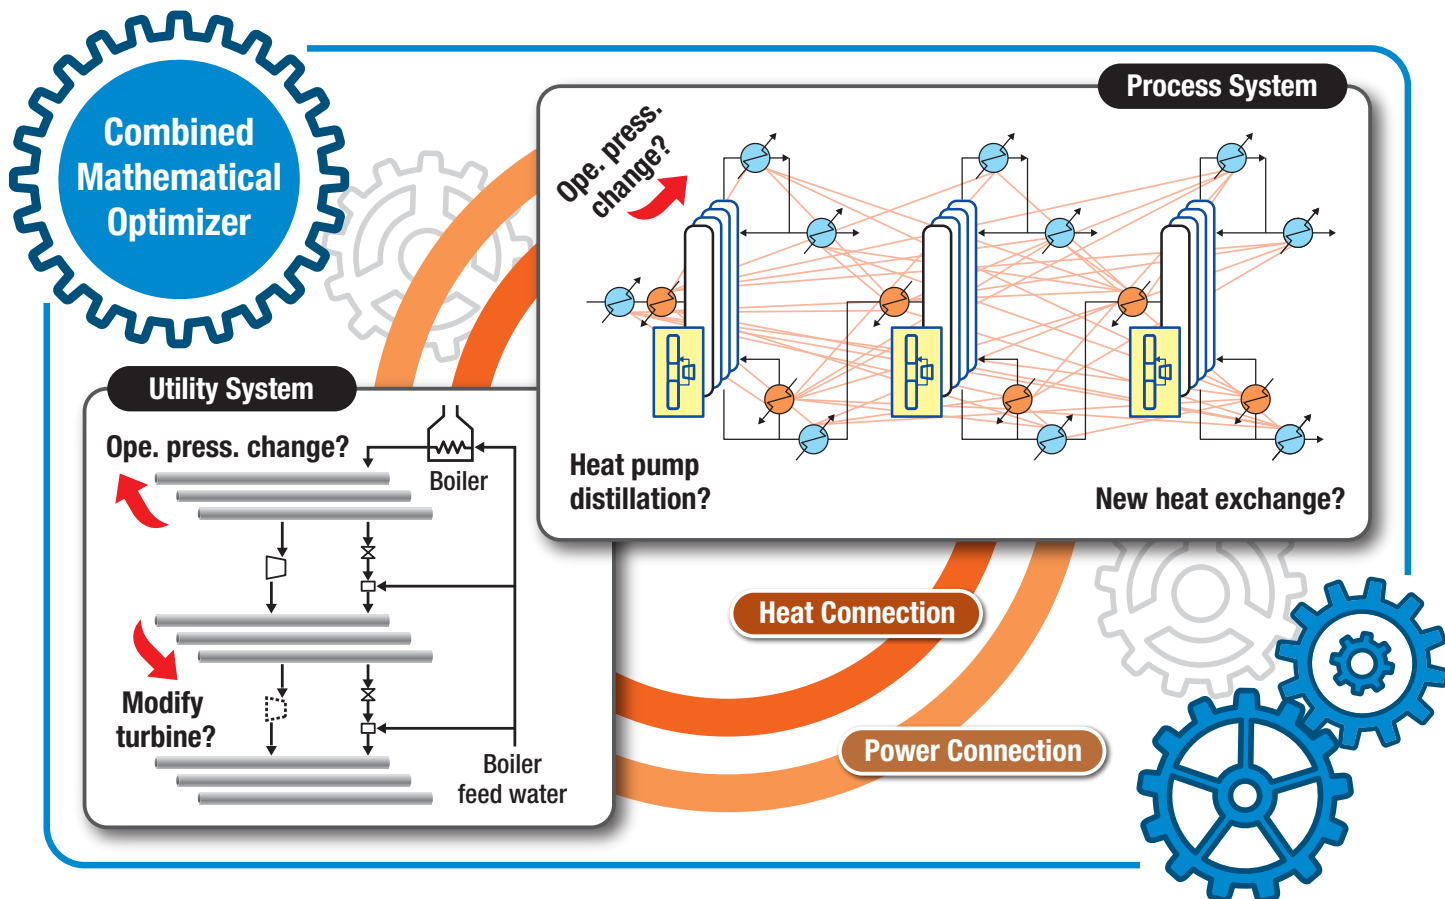 Combined
Mathematical
Optimizer
Process System
Ope. press.
change?
Heat pump
distillation?
New heat exchange?
Utility System
Ope. press. change?
Boiler
Modify
turbine?
Boiler
feed water
Heat Connection
Power Connection